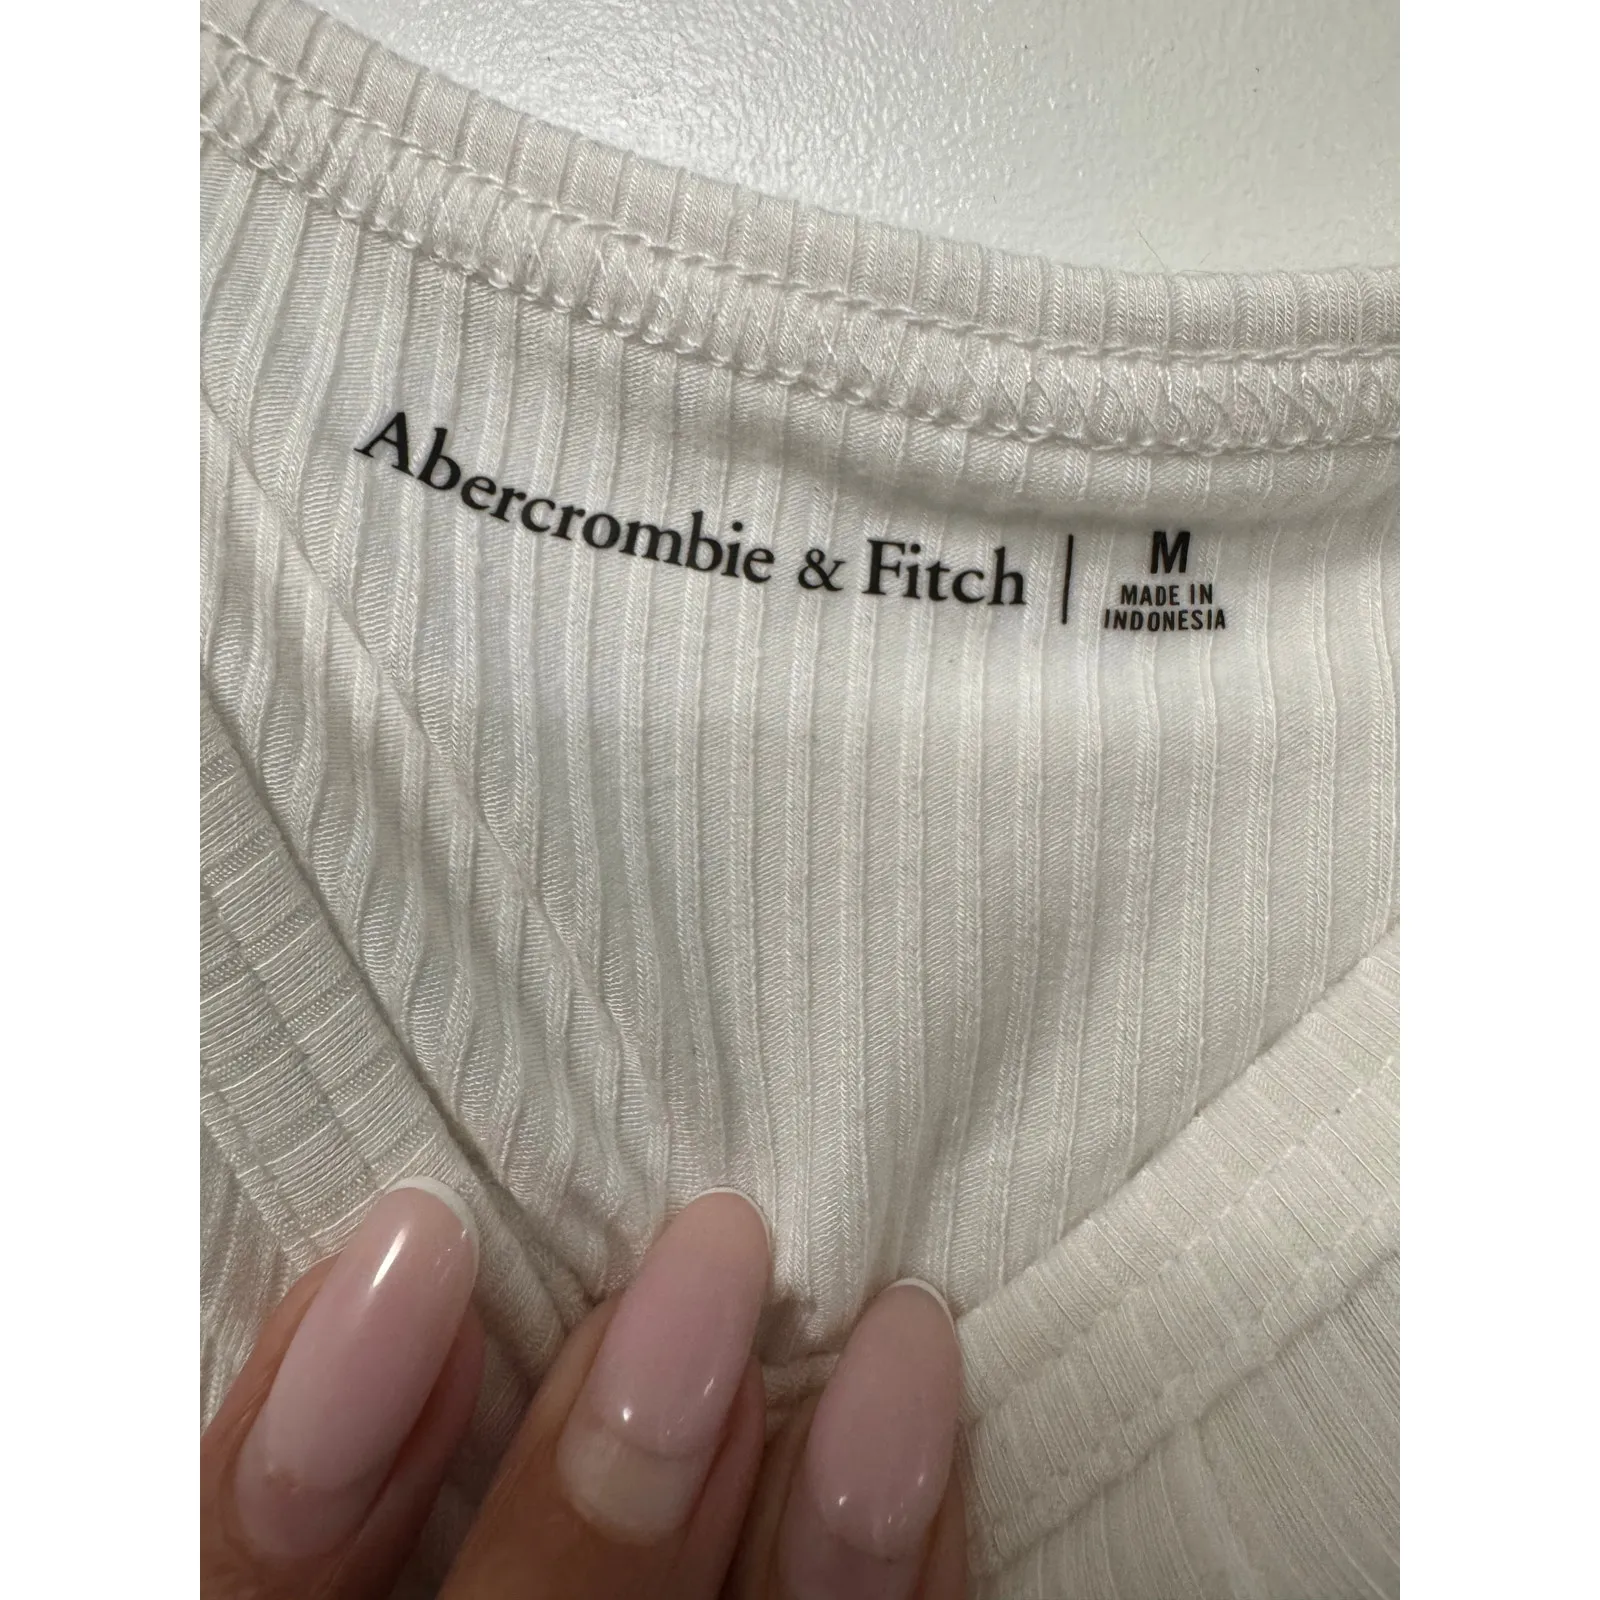 Abercrombie & Fitch | M
MADE IN
INDONESIA